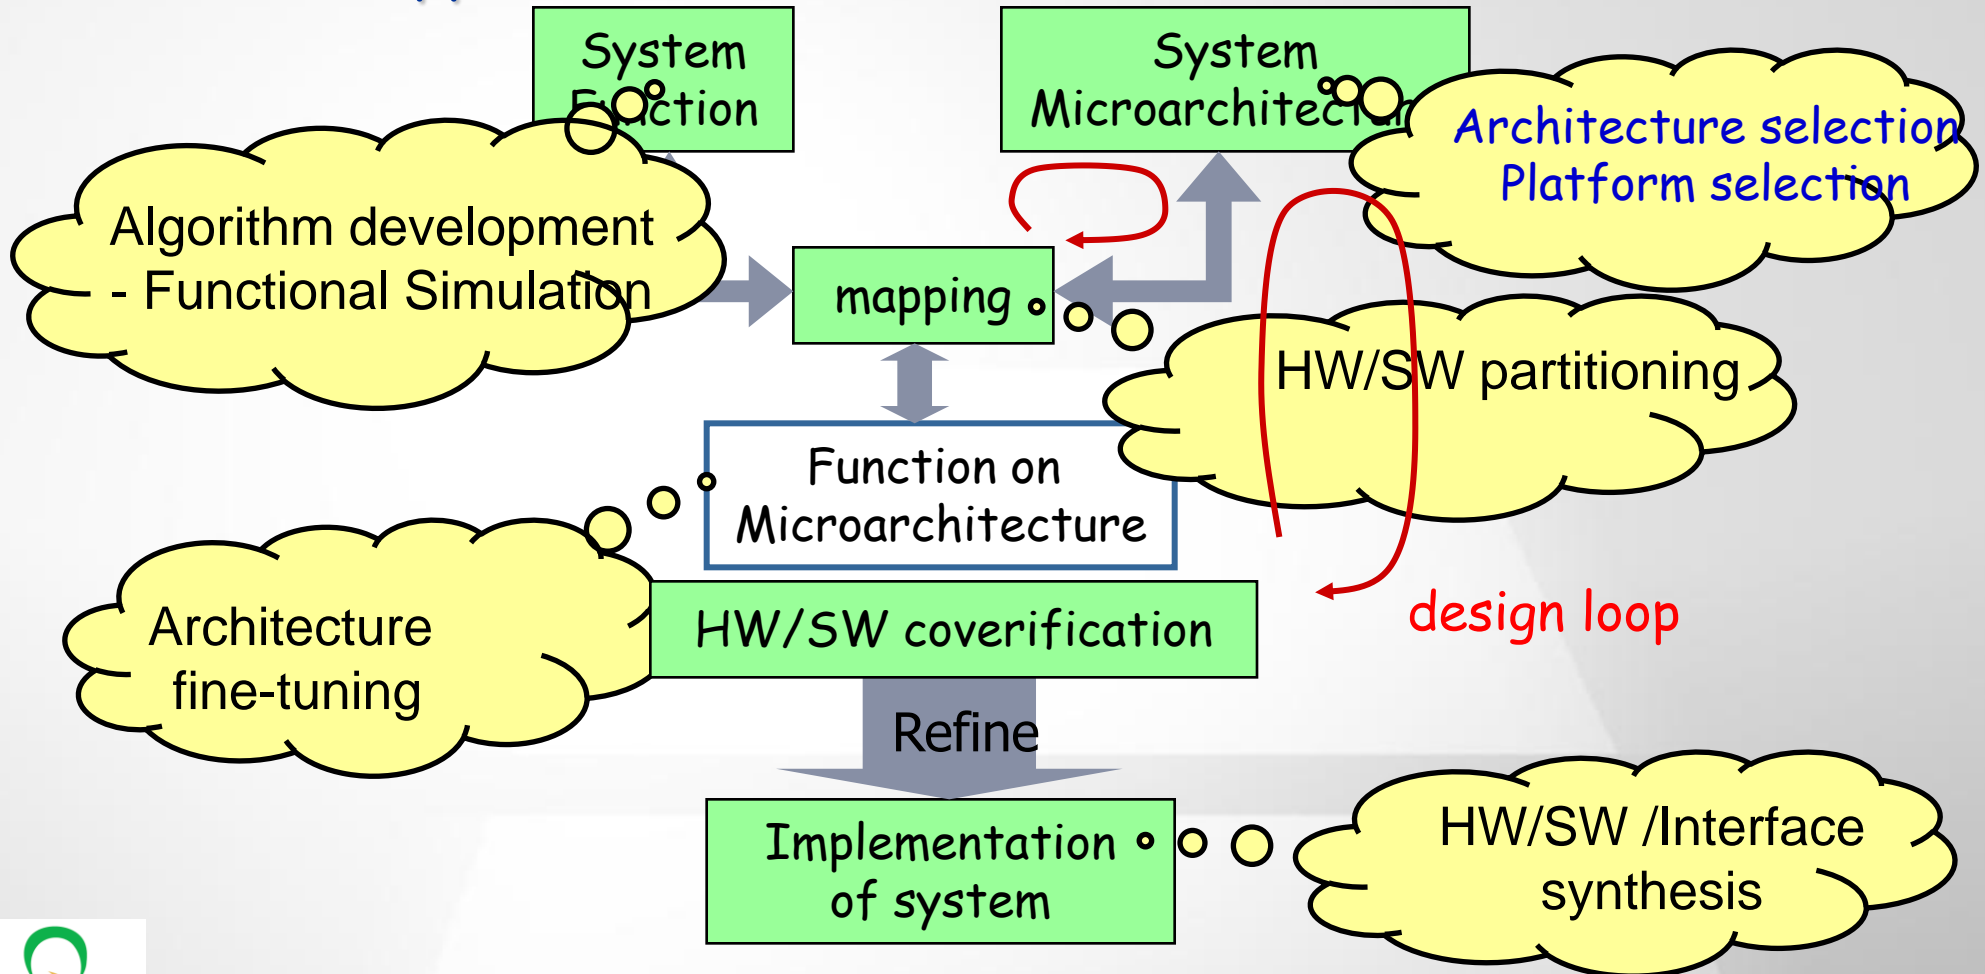 System
Function
System
Microarchitecture
Architecture selection
Platform selection
Algorithm development
- Functional Simulation
mapping
HW/SW partitioning
Function on
Microarchitecture
Architecture
fine-tuning
HW/SW coverification
design loop
Refine
Implementation
of system
HW/SW /Interface
synthesis